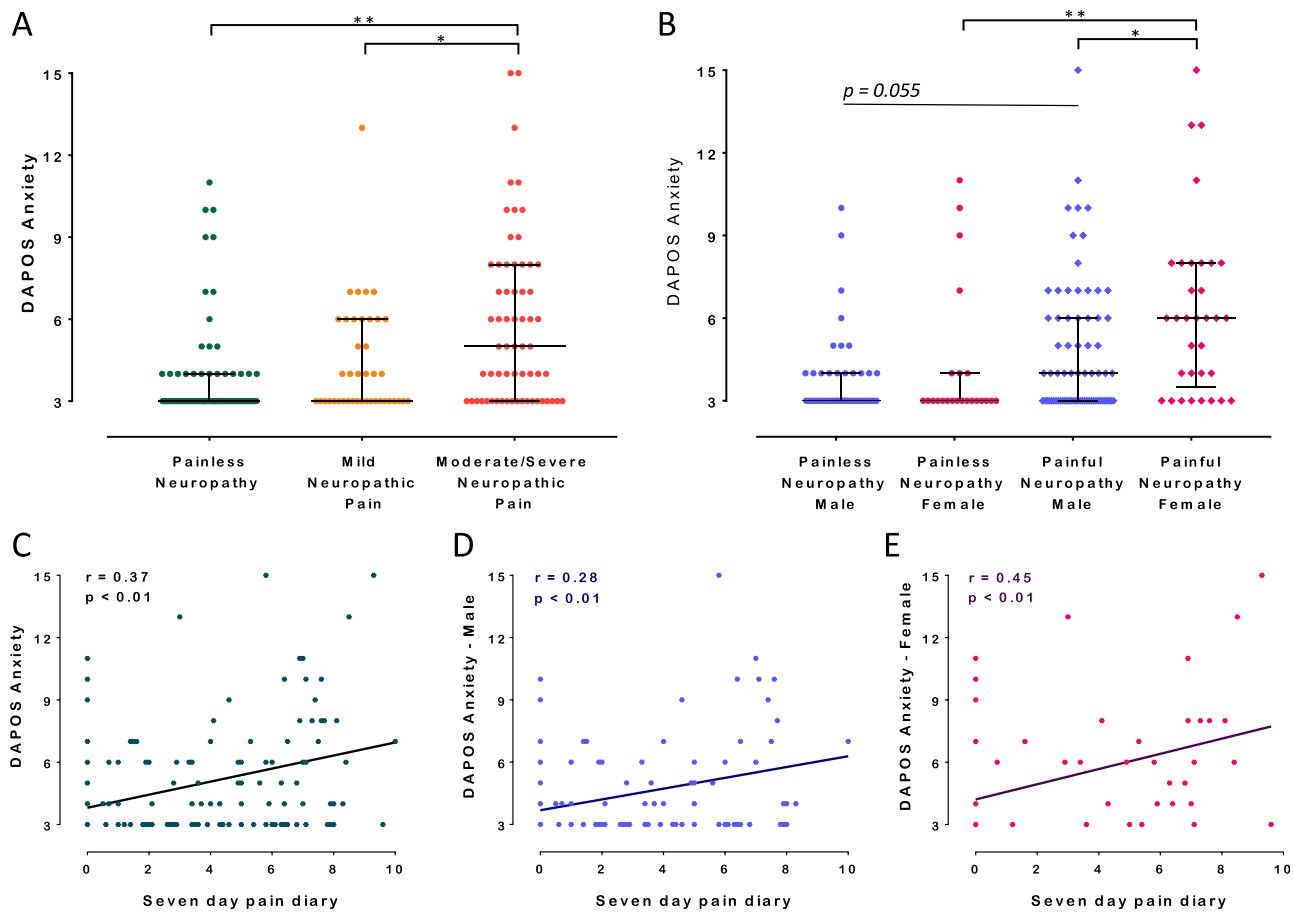 A
**
*
DAPOS Anxiety
15
12
9
6
3
Painless
Neuropathy
Mild
Neuropathic
Pain
Moderate/Severe
Neuropathic
Pain
B
**
*
p = 0.055
DAPOS Anxiety
15
12
9
6
3
Painless
Neuropathy
Male
Painless
Neuropathy
Female
Painful
Neuropathy
Male
Painful
Neuropathy
Female
C
r = 0.37
p < 0.01
DAPOS Anxiety
15
12
9
6
3
0 2 4 6 8 10
Seven day pain diary
D
r = 0.28
p < 0.01
DAPOS Anxiety - Male
15
12
9
6
3
0 2 4 6 8 10
Seven day pain diary
E
r = 0.45
p < 0.01
DAPOS Anxiety - Female
15
12
9
6
3
0 2 4 6 8 10
Seven day pain diary